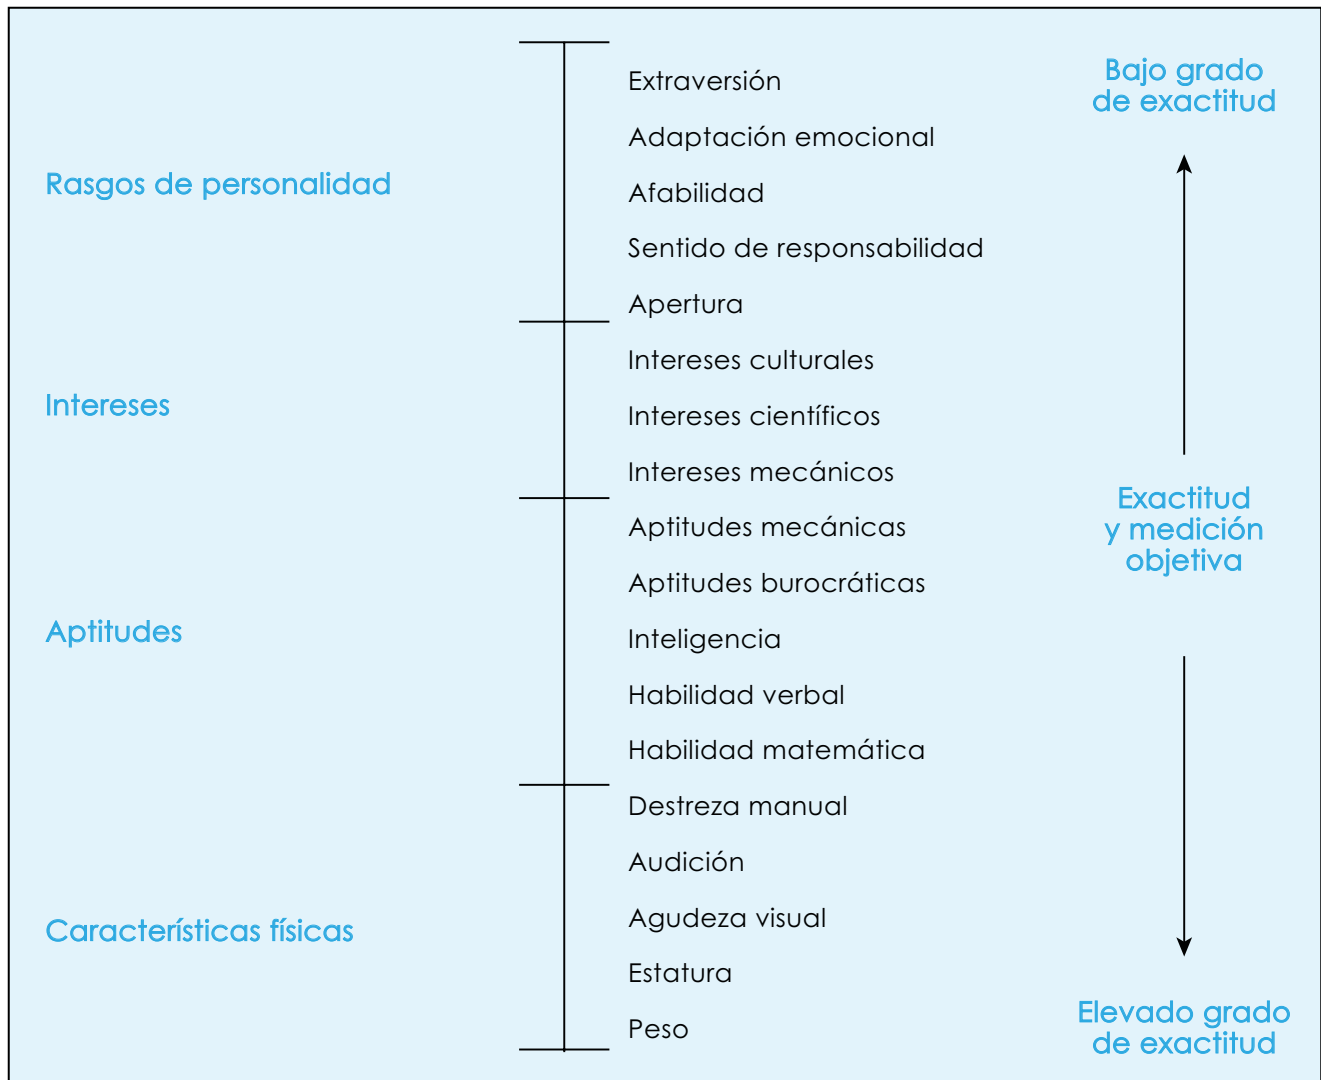 Rasgos de personalidad
Intereses
Aptitudes
Características físicas
Extraversión
Adaptación emocional
Afabilidad
Sentido de responsabilidad
Apertura
Intereses culturales
Intereses científicos
Intereses mecánicos
Aptitudes mecánicas
Aptitudes burocráticas
Inteligencia
Habilidad verbal
Habilidad matemática
Destreza manual
Audición
Agudeza visual
Estatura
Peso
Bajo grado
de exactitud
Exactitud
y medición
objetiva
Elevado grado
de exactitud